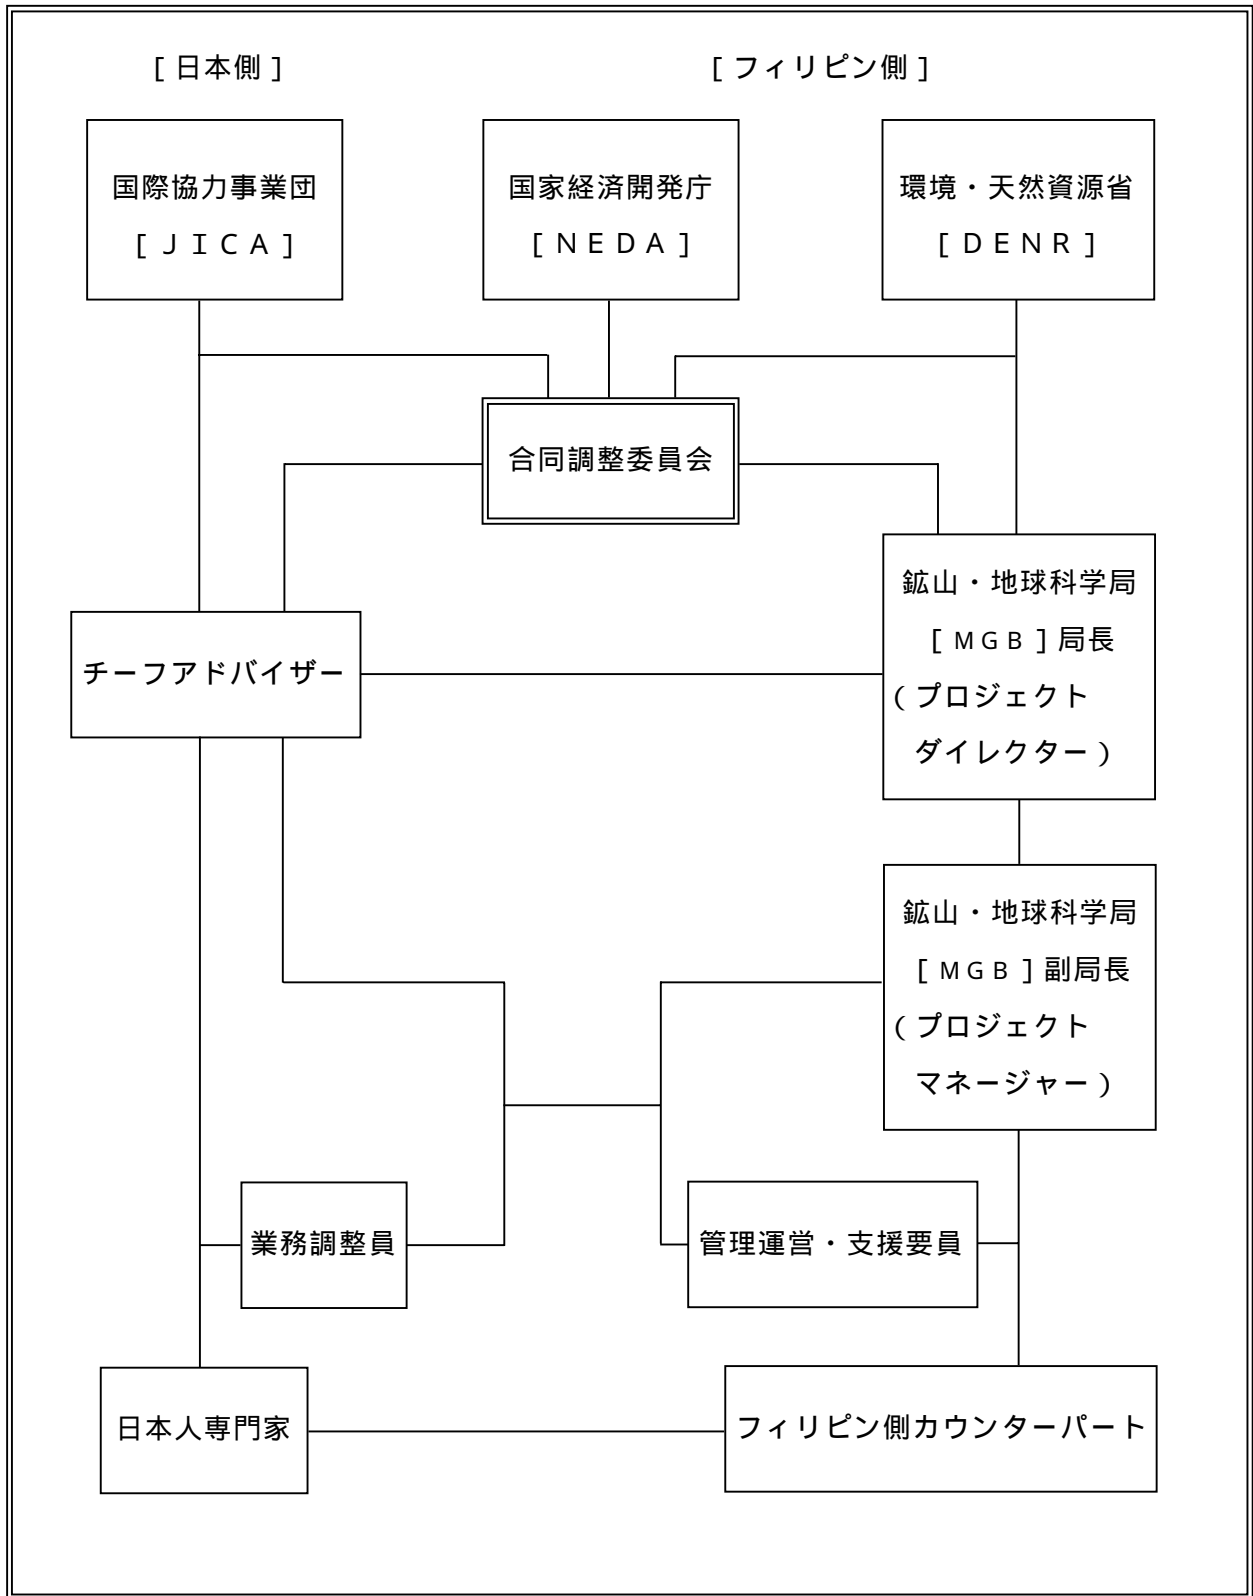 [日本側]
[フィリピン側]
国際協力事業団
[ＪＩＣＡ]
国家経済開発庁
[ＮＥＤＡ]
環境・天然資源省
[ＤＥＮＲ]
合同調整委員会
鉱山・地球科学局
[ＭＧＢ]局長
(プロジェクト
ダイレクター)
チーフアドバイザー
鉱山・地球科学局
[ＭＧＢ]副局長
(プロジェクト
マネージャー)
業務調整員
管理運営・支援要員
日本人専門家
フィリピン側カウンターパート